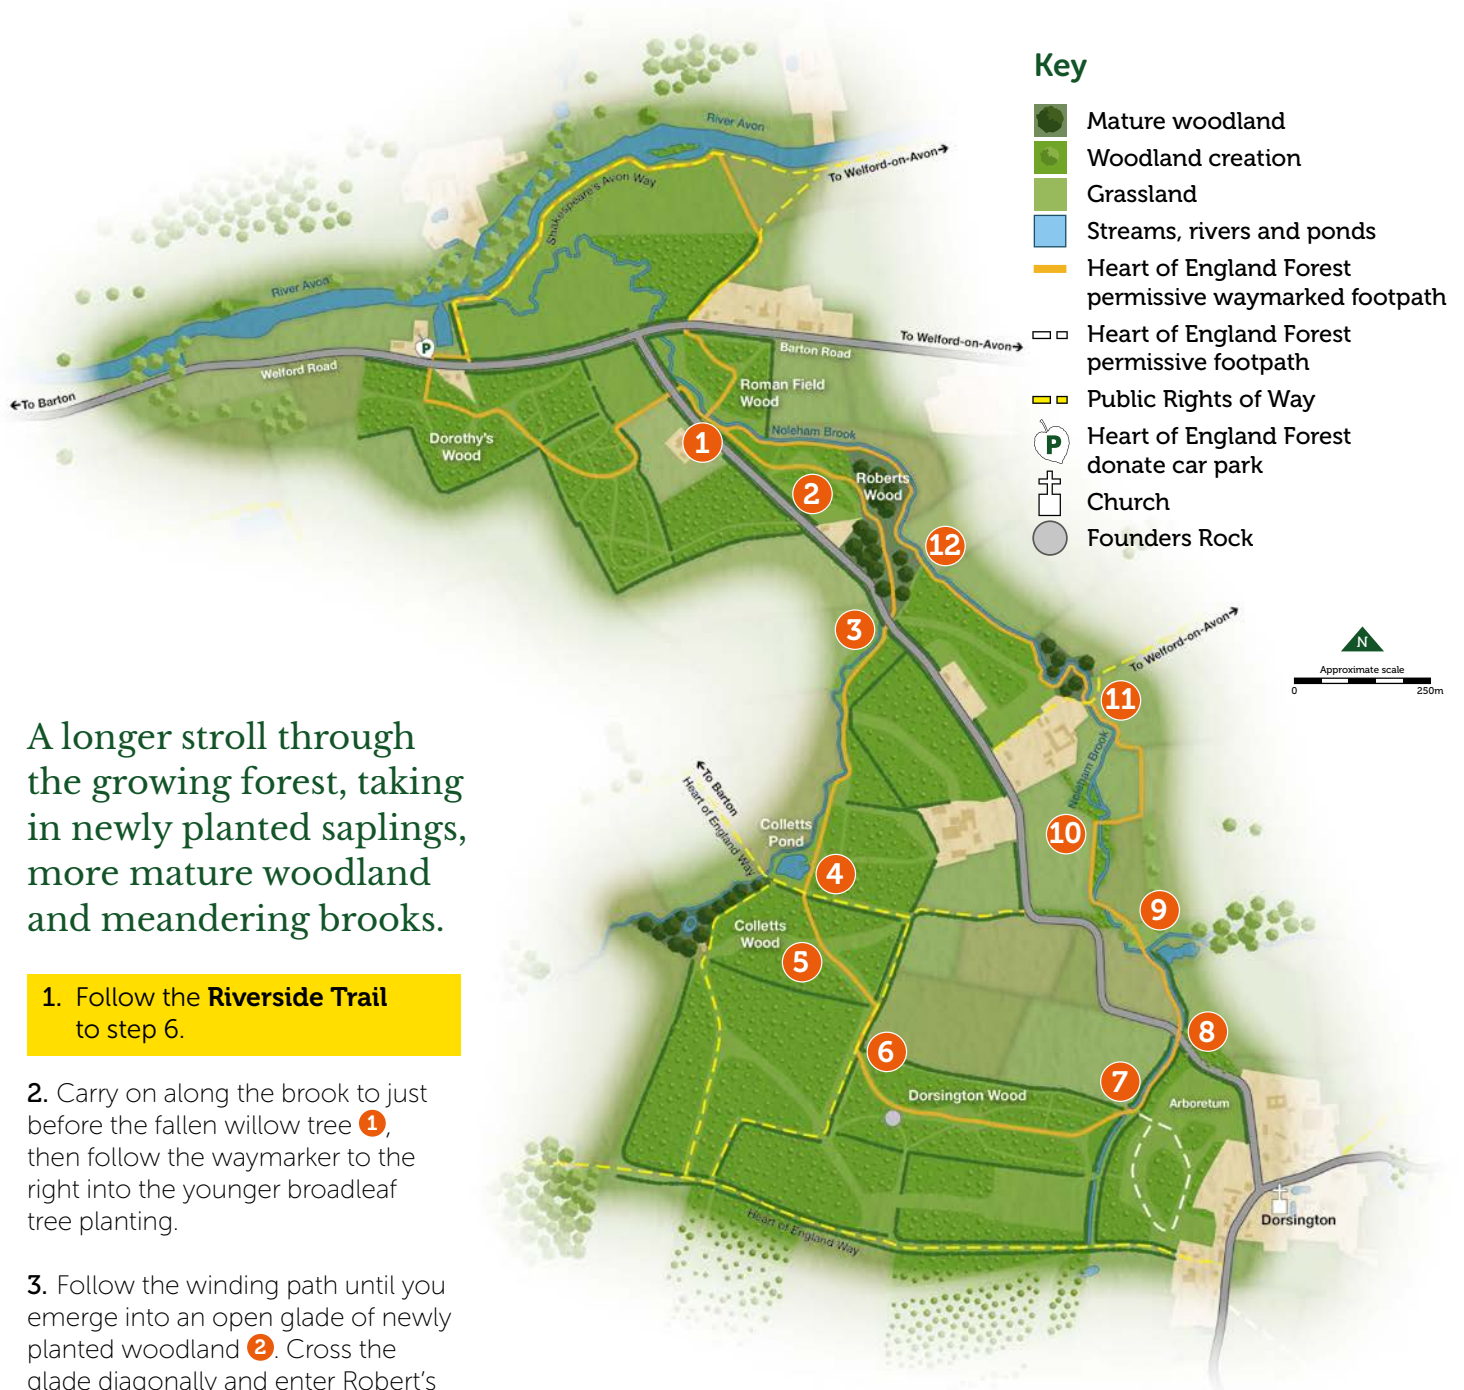 Key
Mature woodland
Woodland creation
Grassland
Streams, rivers and ponds
Heart of England Forest
permissive waymarked footpath
Heart of England Forest
permissive footpath
Public Rights of Way
P
Heart of England Forest
donate car park
Church
Founders Rock
N
Approximate scale
0
250m
River Avon
To Welford-on-Avon→
Shakespeare's Avon Way
River Avon
P
Welford Road
←To Barton
To Welford-on-Avon→
Barton Road
Roman Field
Wood
Dorothy's
Wood
1
Noleham Brook
2
Roberts
Wood
12
3
To Welford-on-Avon→
11
←To Barton
Heart of England Way
Noleham Brook
Colletts
Pond
10
4
9
Colletts
Wood
5
8
6
7
Dorsington Wood
Arboretum
Heart of England Way
Dorsington
A longer stroll through
the growing forest, taking
in newly planted saplings,
more mature woodland
and meandering brooks.
1. Follow the Riverside Trail
to step 6.
2. Carry on along the brook to just
before the fallen willow tree 1,
then follow the waymarker to the
right into the younger broadleaf
tree planting.
3. Follow the winding path until you
emerge into an open glade of newly
planted woodland 2. Cross the
glade diagonally and enter Robert's